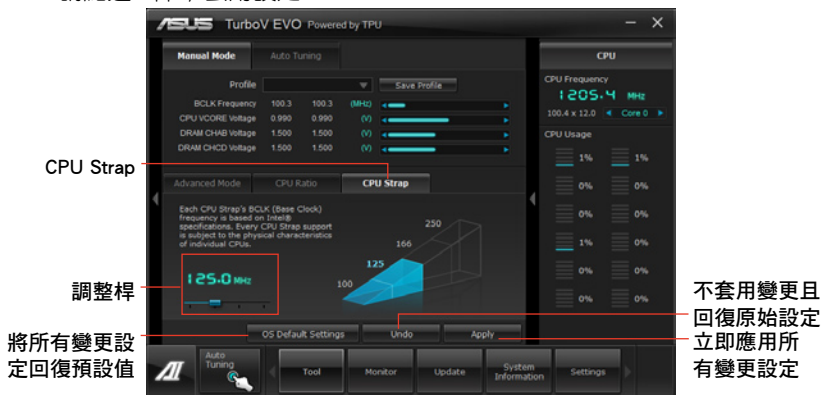 ASUS TurboV EVO Powered by TPU
Manual Mode
Auto Tuning
Profile
Save Profile
BCLK Frequency 100.3 100.3 (MHz)
CPU VCORE Voltage 0.990 0.990 (V)
DRAM CHAB Voltage 1.500 1.500 (V)
DRAM CHCD Voltage 1.500 1.500 (V)
CPU
CPU Frequency
1205.4 MHz
100.4 x 12.0 Core 0
CPU Usage
1% 1%
0% 0%
0% 0%
1% 0%
0% 0%
0% 0%
CPU Strap
Advanced Mode
CPU Ratio
CPU Strap
Each CPU Strap's BCLK (Base Clock)
frequency is based on Intel®
specifications. Every CPU Strap support
is subject to the physical characteristics
of individual CPUs.
250
166
125
100
125.0 MHz
調整桿
OS Default Settings
Undo
Apply
將所有變更設
定回復預設值
不套用變更且
回復原始設定
立即應用所
有變更設定
AI
Auto
Tuning
Tool
Monitor
Update
System
Information
Settings